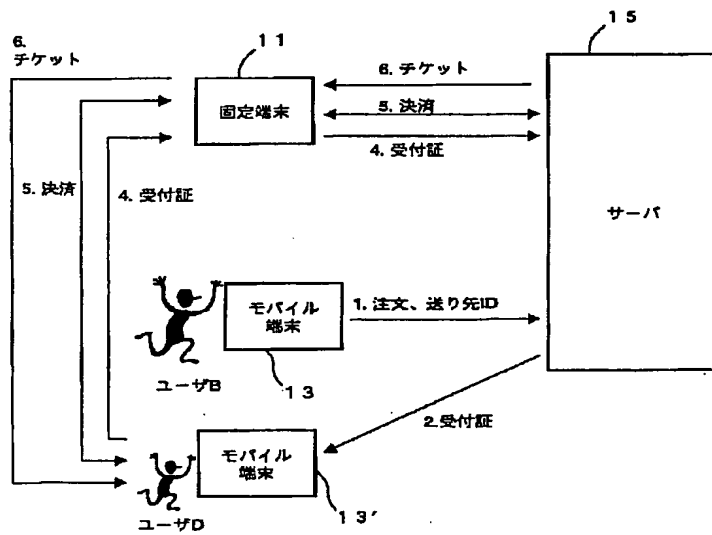 6.
チケット
１１
１５
固定端末
6. チケット
5. 決済
4. 受付証
サーバ
5. 決済
4. 受付証
モバイル
端末
1. 注文、送り先ID
ユーザB
１３
2.受付証
モバイル
端末
ユーザD
１３′